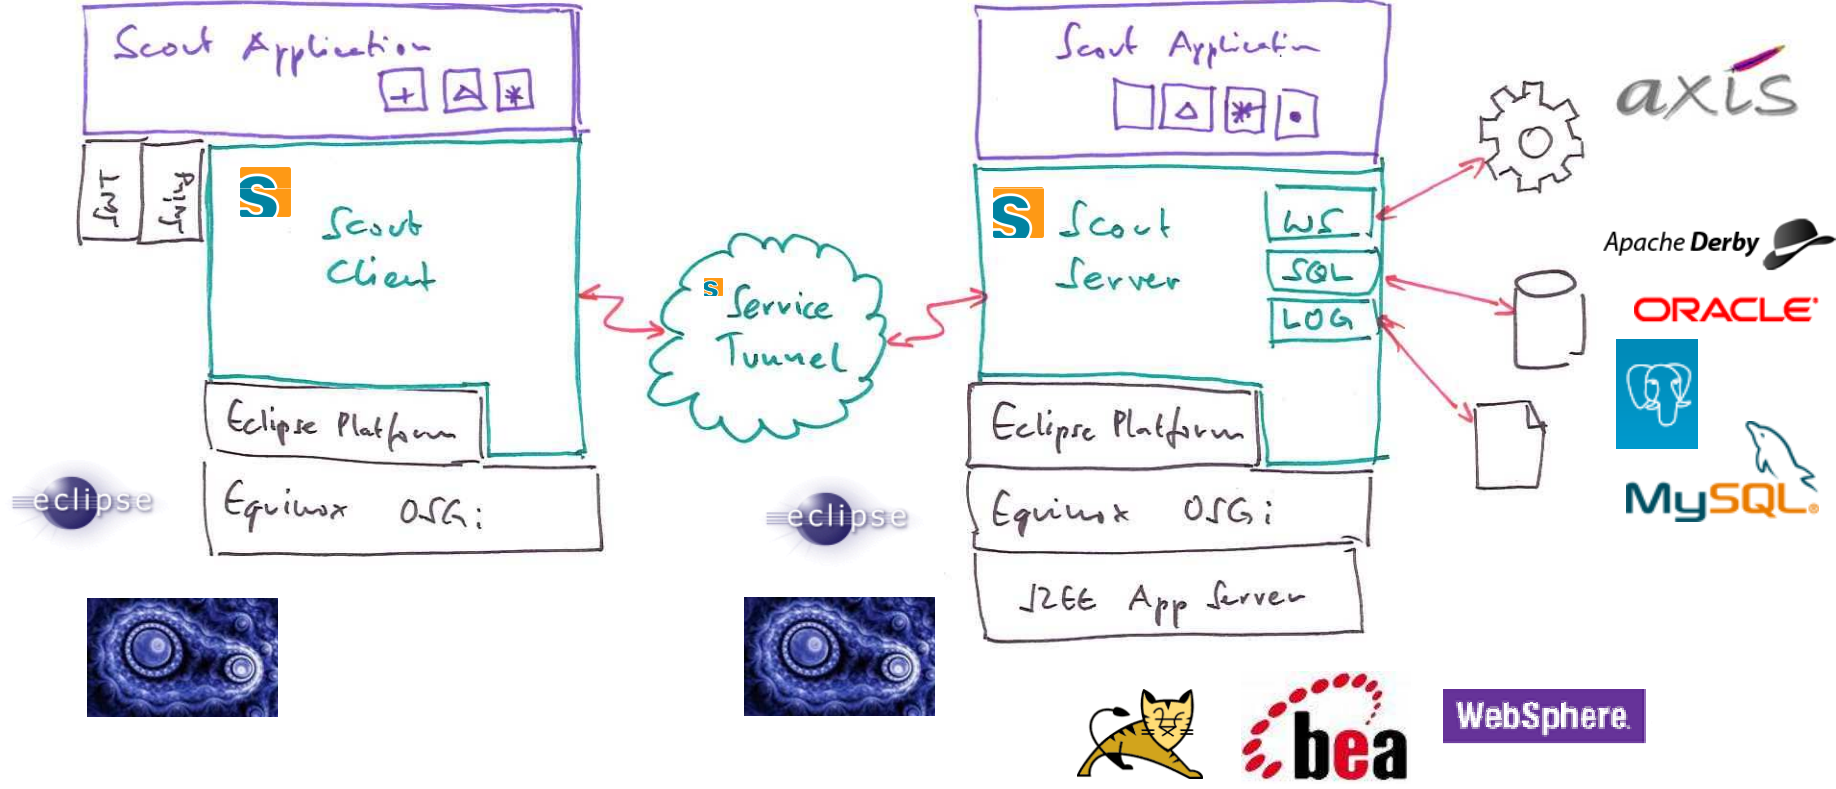 Scout Application
Scout Application
axis
S
Scout
Client
S
Scout
Server
WS
SQL
LOG
S
Service
Tunnel
Apache Derby
ORACLE
Eclipse Platform
Eclipse Platform
MySQL
eclipse
Equinox OSGi
eclipse
Equinox OSGi
J2EE App Server
bea
WebSphere